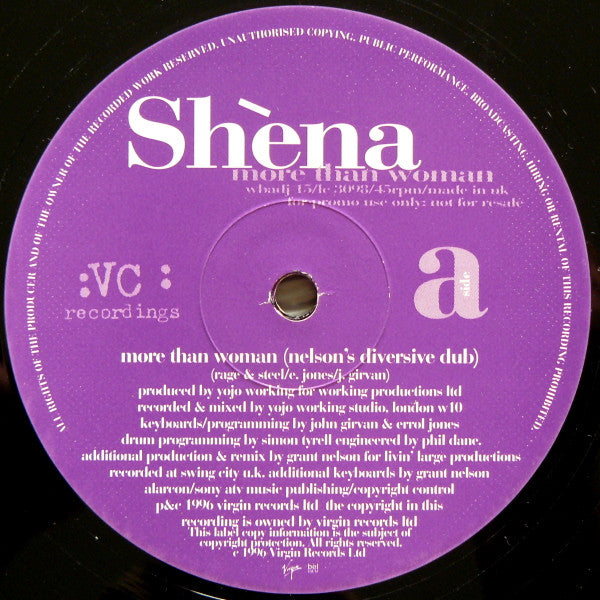 ALL RIGHTS OF THE PRODUCER AND OF THE OWNER OF THE RECORDED WORK RESERVED. UNAUTHORISED COPYING. PUBLIC PERFORMANCE. BROADCASTING. HIRING OR RENTAL OF THIS RECORDING PROHIBITED.
Shèna
more than woman
vbadj 15/lc 3098/45rpm/made in uk
for promo use only: not for resale
:VC :
recordings
a
side
more than woman (nelson's diversive dub)
(rage & steel/e. jones/j. girvan)
produced by yojo working for working productions ltd
recorded & mixed by yojo working studio, london w10
keyboards/programming by john girvan & errol jones
drum programming by simon tyrell engineered by phil dane.
additional production & remix by grant nelson for livin' large productions
recorded at swing city u.k. additional keyboards by grant nelson
alarcon/sony atv music publishing/copyright control
p&c 1996 virgin records ltd the copyright in this
recording is owned by virgin records ltd
This label copy information is the subject of
copyright protection. All rights reserved.
c 1996 Virgin Records Ltd
Virgin